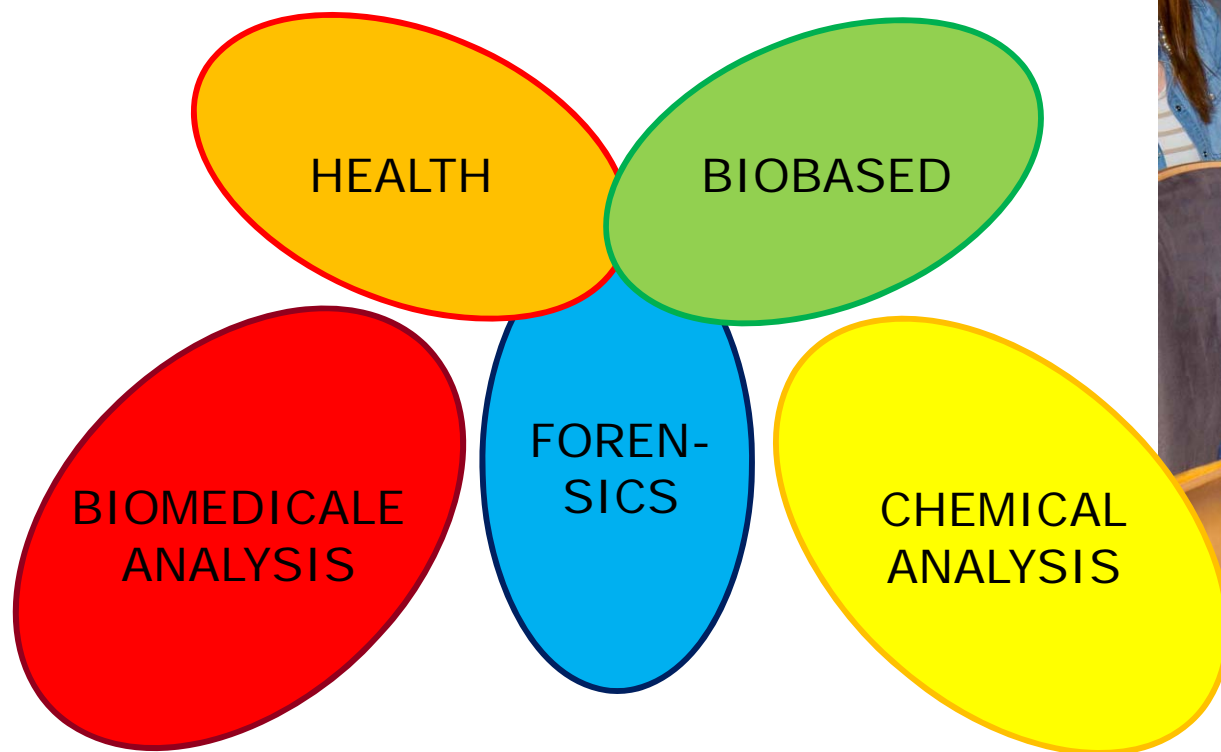 HEALTH
BIOBASED
FOREN-
SICS
BIOMEDICALE
ANALYSIS
CHEMICAL
ANALYSIS